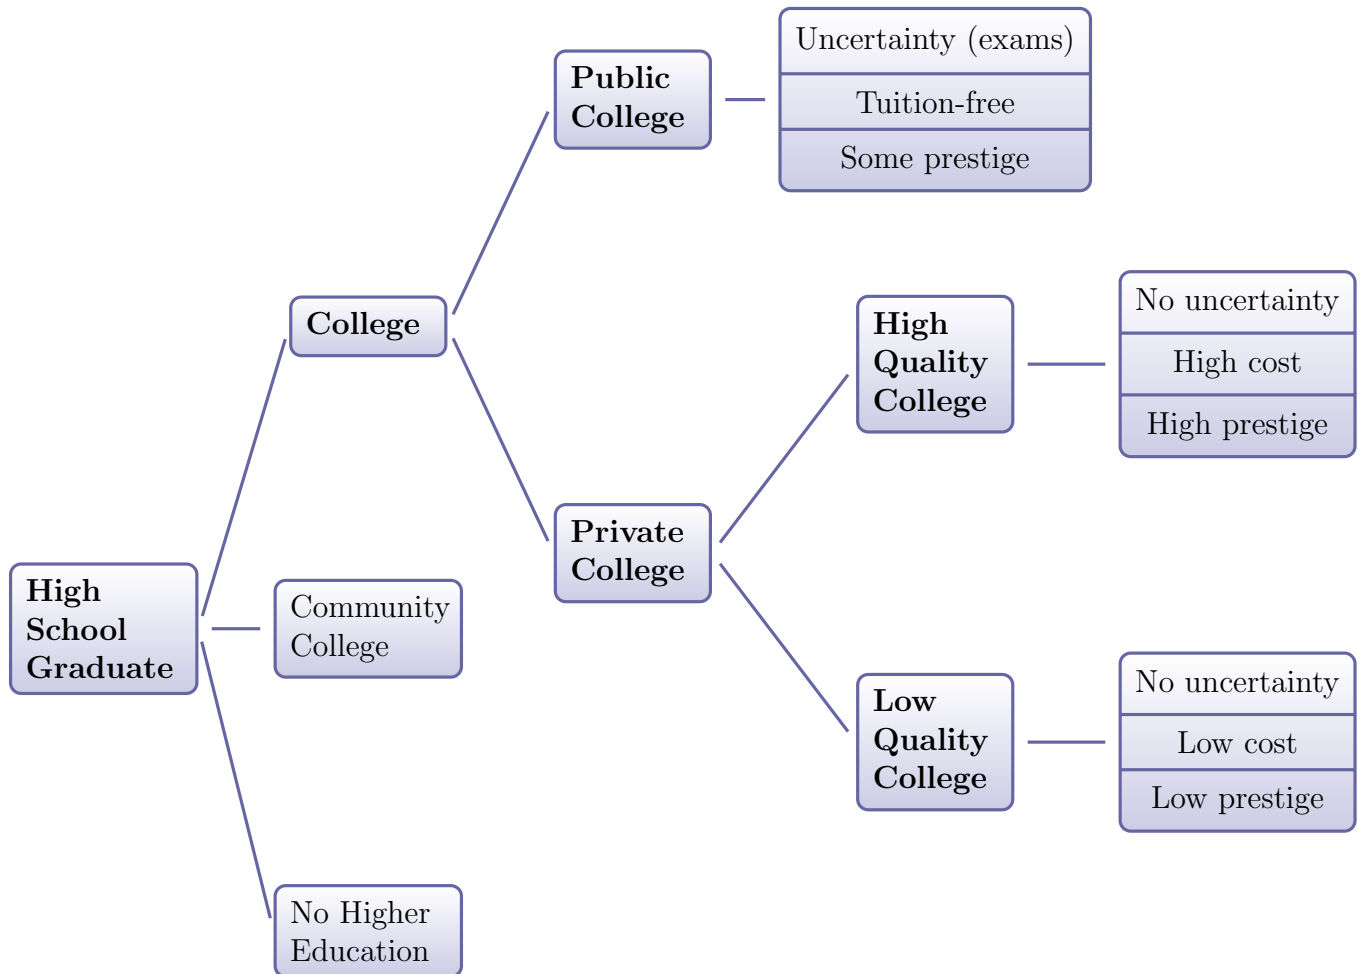 Uncertainty (exams)
Public
College
Tuition-free
Some prestige
College
High
Quality
College
No uncertainty
High cost
High prestige
Private
College
High
School
Graduate
Community
College
Low
Quality
College
No uncertainty
Low cost
Low prestige
No Higher
Education